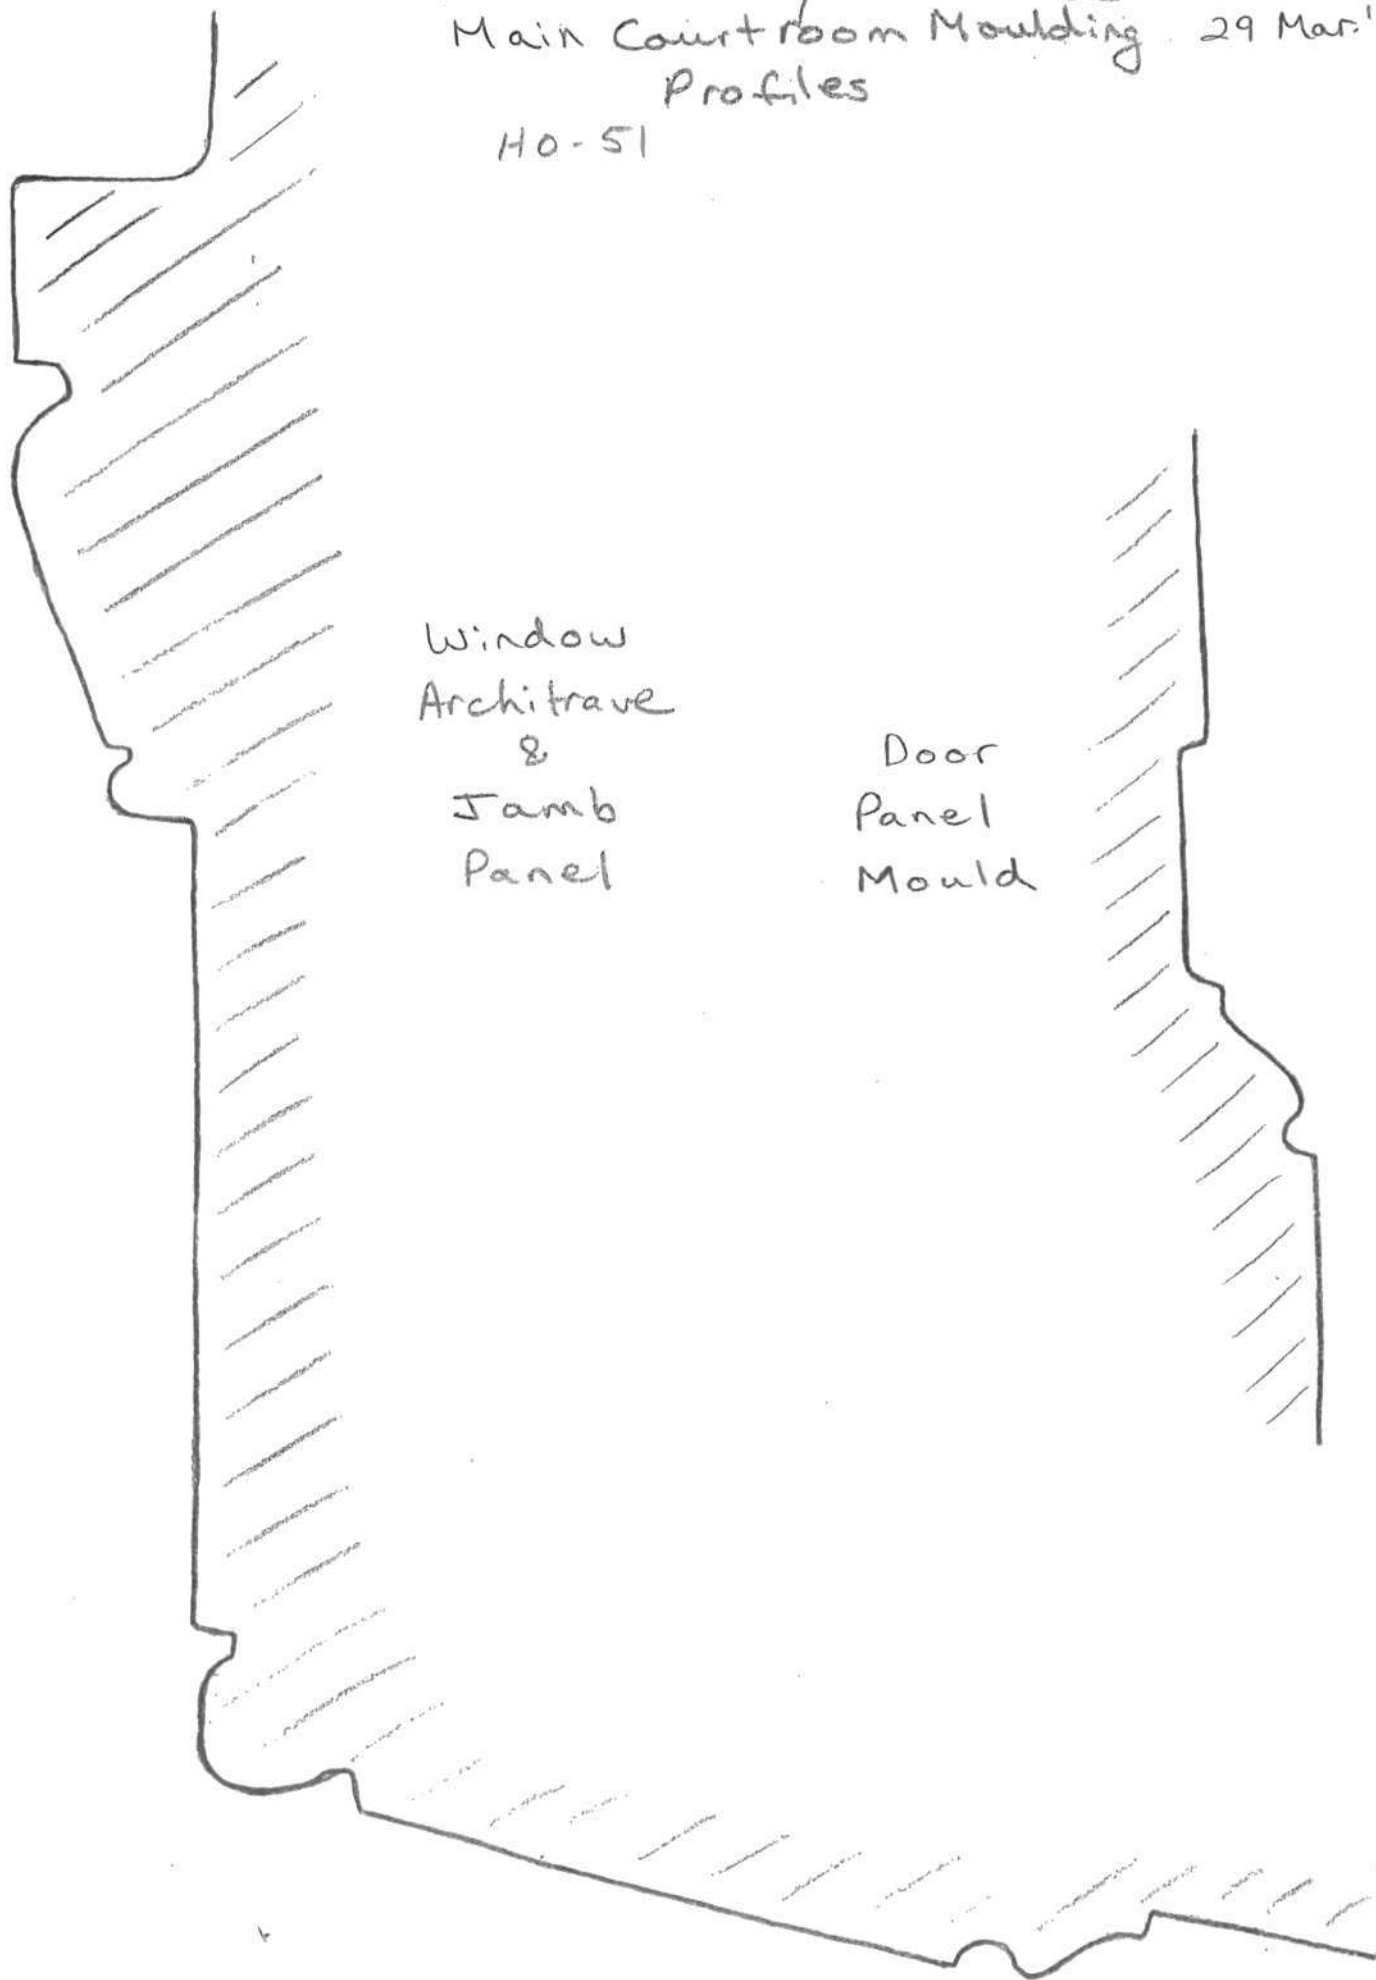 Main Courtroom Moulding 29 Mar.'
Profiles
HO-51
Window
Architrave
&
Jamb
Panel
Door
Panel
Mould